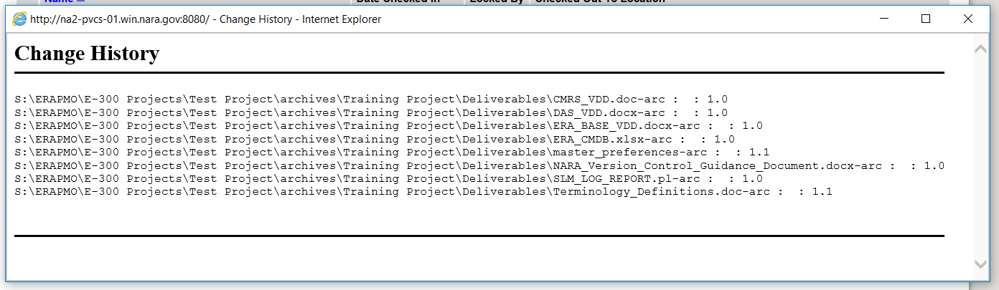 Name Date Checked In Locked By Checked Out To Location
http://na2-pvcs-01.win.nara.gov:8080/ - Change History - Internet Explorer
Change History
S:\ERAPMO\E-300 Projects\Test Project\archives\Training Project\Deliverables\CMRS_VDD.doc-arc :  : 1.0
S:\ERAPMO\E-300 Projects\Test Project\archives\Training Project\Deliverables\DAS_VDD.docx-arc :  : 1.0
S:\ERAPMO\E-300 Projects\Test Project\archives\Training Project\Deliverables\ERA_BASE_VDD.docx-arc :  : 1.0
S:\ERAPMO\E-300 Projects\Test Project\archives\Training Project\Deliverables\ERA_CMDB.xlsx-arc :  : 1.0
S:\ERAPMO\E-300 Projects\Test Project\archives\Training Project\Deliverables\master_preferences-arc :  : 1.1
S:\ERAPMO\E-300 Projects\Test Project\archives\Training Project\Deliverables\NARA_Version_Control_Guidance_Document.docx-arc :  : 1.0
S:\ERAPMO\E-300 Projects\Test Project\archives\Training Project\Deliverables\SLM_LOG_REPORT.pl-arc :  : 1.0
S:\ERAPMO\E-300 Projects\Test Project\archives\Training Project\Deliverables\Terminology_Definitions.doc-arc :  : 1.1